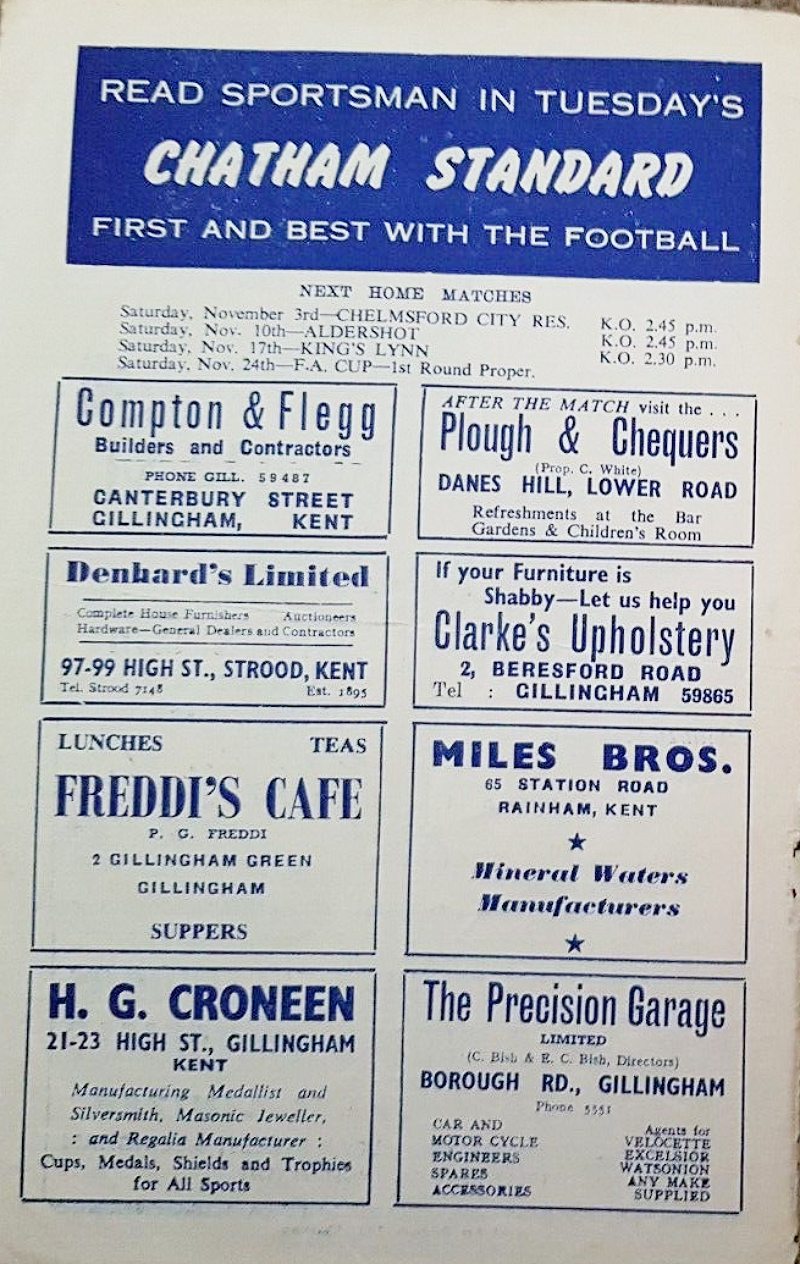 READ SPORTSMAN IN TUESDAY'S
CHATHAM STANDARD
FIRST AND BEST WITH THE FOOTBALL
NEXT HOME MATCHES
Saturday, November 3rd—CHELMSFORD CITY RES. K.O. 2.45 p.m.
Saturday, Nov. 10th—ALDERSHOT K.O. 2.45 p.m.
Saturday, Nov. 17th—KING'S LYNN K.O. 2.30 p.m.
Saturday, Nov. 24th—F.A. CUP—1st Round Proper.
Compton & Flegg
Builders and Contractors
PHONE GILL. 59487
CANTERBURY STREET
GILLINGHAM, KENT
AFTER THE MATCH visit the . . .
Plough & Chequers
(Prop. C. White)
DANES HILL, LOWER ROAD
Refreshments at the Bar
Gardens & Children's Room
Denhard's Limited
Complete House Furnishers Auctioneers
Hardware—General Dealers and Contractors
97-99 HIGH ST., STROOD, KENT
Tel. Strood 7148 Est. 1895
If your Furniture is
Shabby—Let us help you
Clarke's Upholstery
2, BERESFORD ROAD
Tel : GILLINGHAM 59865
LUNCHES TEAS
FREDDI'S CAFE
P. G. FREDDI
2 GILLINGHAM GREEN
GILLINGHAM
SUPPERS
MILES BROS.
65 STATION ROAD
RAINHAM, KENT
★
Mineral Waters
Manufacturers
★
H. G. CRONEEN
21-23 HIGH ST., GILLINGHAM
KENT
Manufacturing Medallist and
Silversmith, Masonic Jeweller,
: and Regalia Manufacturer :
Cups, Medals, Shields and Trophies
for All Sports
The Precision Garage
LIMITED
(C. Bish & E. C. Bish, Directors)
BOROUGH RD., GILLINGHAM
Phone 5551
CAR AND
MOTOR CYCLE
ENGINEERS
SPARES
ACCESSORIES
Agents for
VELOCETTE
EXCELSIOR
WATSONION
ANY MAKE
SUPPLIED